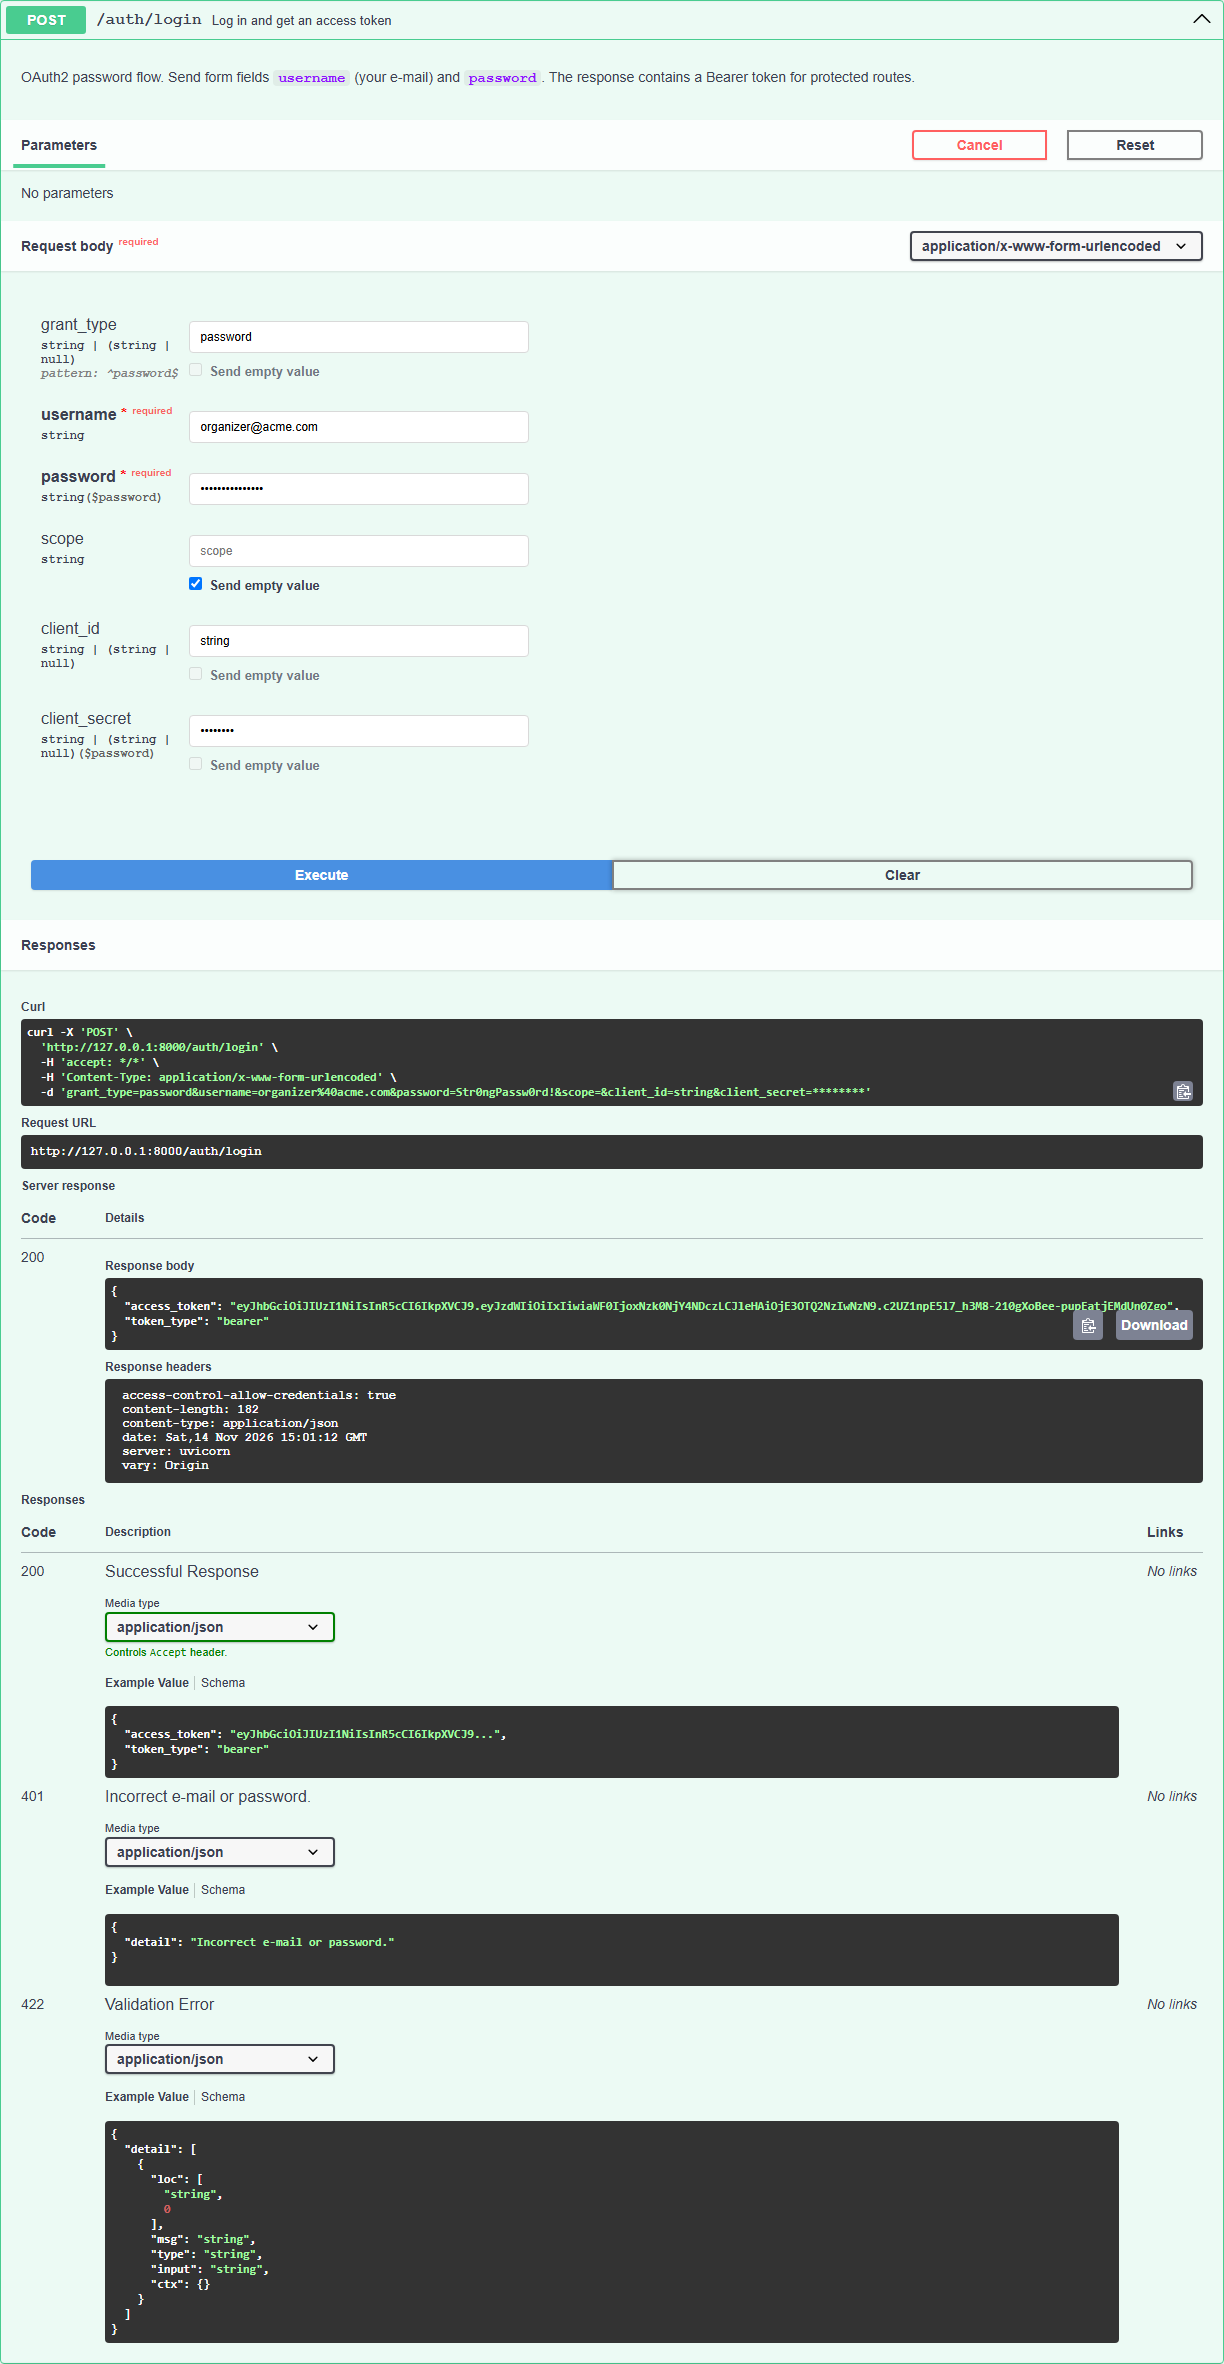 POST /auth/login Log in and get an access token
OAuth2 password flow. Send form fields username (your e-mail) and password. The response contains a Bearer token for protected routes.
Parameters Cancel Reset
No parameters
Request body required application/x-www-form-urlencoded
grant_type
string | (string |
null)
pattern: ^password$
password
Send empty value
username * required
string
organizer@acme.com
password * required
string($password)
•••••••••••••••
scope
string
scope
Send empty value
client_id
string | (string |
null)
string
Send empty value
client_secret
string | (string |
null)($password)
••••••••
Send empty value
Execute Clear
Responses
Curl
curl -X 'POST' \
'http://127.0.0.1:8000/auth/login' \
-H 'accept: */*' \
-H 'Content-Type: application/x-www-form-urlencoded' \
-d 'grant_type=password&username=organizer%40acme.com&password=Str0ngPassw0rd!&scope=&client_id=string&client_secret=********'
Request URL
http://127.0.0.1:8000/auth/login
Server response
Code Details
200
Response body
{
"access_token": "eyJhbGciOiJIUzI1NiIsInR5cCI6IkpXVCJ9.eyJzdWIiOiIxIiwiaWF0IjoxNzk0NjY4NDczLCJleHAiOjE3OTQ2NzIwNzN9.c2UZ1npE5l7_h3M8-210gXoBee-pupEatjEMdUn0Zgo",
"token_type": "bearer"
}
Download
Response headers
access-control-allow-credentials: true
content-length: 182
content-type: application/json
date: Sat,14 Nov 2026 15:01:12 GMT
server: uvicorn
vary: Origin
Responses
Code Description Links
200 Successful Response No links
Media type
application/json
Controls Accept header.
Example Value Schema
{
"access_token": "eyJhbGciOiJIUzI1NiIsInR5cCI6IkpXVCJ9...",
"token_type": "bearer"
}
401 Incorrect e-mail or password. No links
Media type
application/json
Example Value Schema
{
"detail": "Incorrect e-mail or password."
}
422 Validation Error No links
Media type
application/json
Example Value Schema
{
"detail": [
{
"loc": [
"string",
0
],
"msg": "string",
"type": "string",
"input": "string",
"ctx": {}
}
]
}